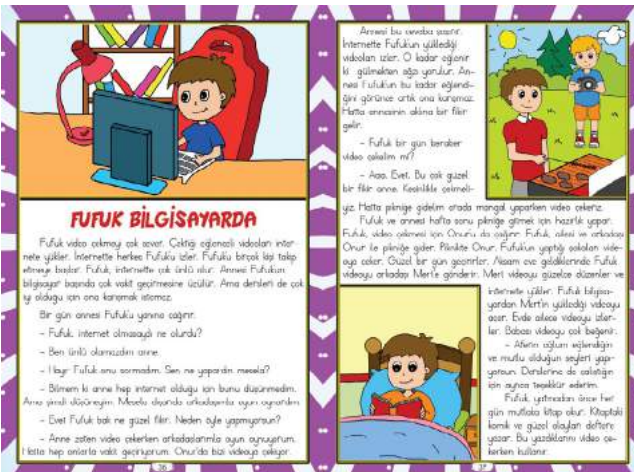 FUFUK BİLGİSAYARDA
Fufuk video çekmeyi çok sever. Çektiği eğlenceli videoları inter-
nete yükler. İnternette herkes Fufuk'u izler. Fufuk'u birçok kişi takip
etmeye başlar. Fufuk, internette çok ünlü olur. Annesi Fufuk'un
bilgisayar başında çok vakit geçirmesine üzülür. Ama dersleri de çok
iyi olduğu için ona karışmak istemez.
Bir gün annesi Fufuk'u yanına çağırır.
- Fufuk, internet olmasaydı ne olurdu?
- Ben ünlü olamazdım anne.
- Hayır Fufuk onu sormadım. Sen ne yapardın mesela?
- Bilmem ki anne hep internet olduğu için bunu düşünmedim.
Ama şimdi düşüneyim. Mesela dışarıda arkadaşımla oyun oynardım.
- Evet Fufuk bak ne güzel fikir. Neden öyle yapmıyorsun?
- Anne zaten video çekerken arkadaşlarımla oyun oynuyorum.
Hatta hep onlarla vakit geçiriyorum. Onur'da bizi videoya çekiyor.
36
Annesi bu cevaba şaşırır.
İnternette Fufuk'un yüklediği
videoları izler. O kadar eğlenir
ki gülmekten ağzı yorulur. An-
nesi Fufuk'un bu kadar eğlend-
iğini görünce artık ona karışmaz.
Hatta annesinin aklına bir fikir
gelir.
- Fufuk bir gün beraber
video çekelim mi?
- Aaa. Evet. Bu çok güzel
bir fikir anne. Kesinlikle çekmeli-
yiz. Hatta pikniğe gidelim orada mangal yaparken video çekeriz.
Fufuk ve annesi hafta sonu pikniğe gitmek için hazırlık yapar.
Fufuk, video çekmesi için Onur'u da çağırır. Fufuk, ailesi ve arkadaşı
Onur ile pikniğe gider. Piknikte Onur, Fufuk'un yaptığı şakaları vide-
oya çeker. Güzel bir gün geçirirler. Akşam eve geldiklerinde Fufuk
videoyu arkadaşı Mert'e gönderir. Mert videoyu güzelce düzenler ve
internete yükler. Fufuk bilgisa-
yardan Mert'in yüklediği videoyu
açar. Evde ailece videoyu izler-
ler. Babası videoyu çok beğenir.
- Aferin oğlum eğlendiğin
ve mutlu olduğun şeyleri yapı-
yorsun. Derslerine de çalıştığın
için ayrıca teşekkür ederim.
Fufuk, yatmadan önce her
gün mutlaka kitap okur. Kitaptaki
komik ve güzel olayları deftere
yazar. Bu yazdıklarını video çe-
kerken kullanır.
37